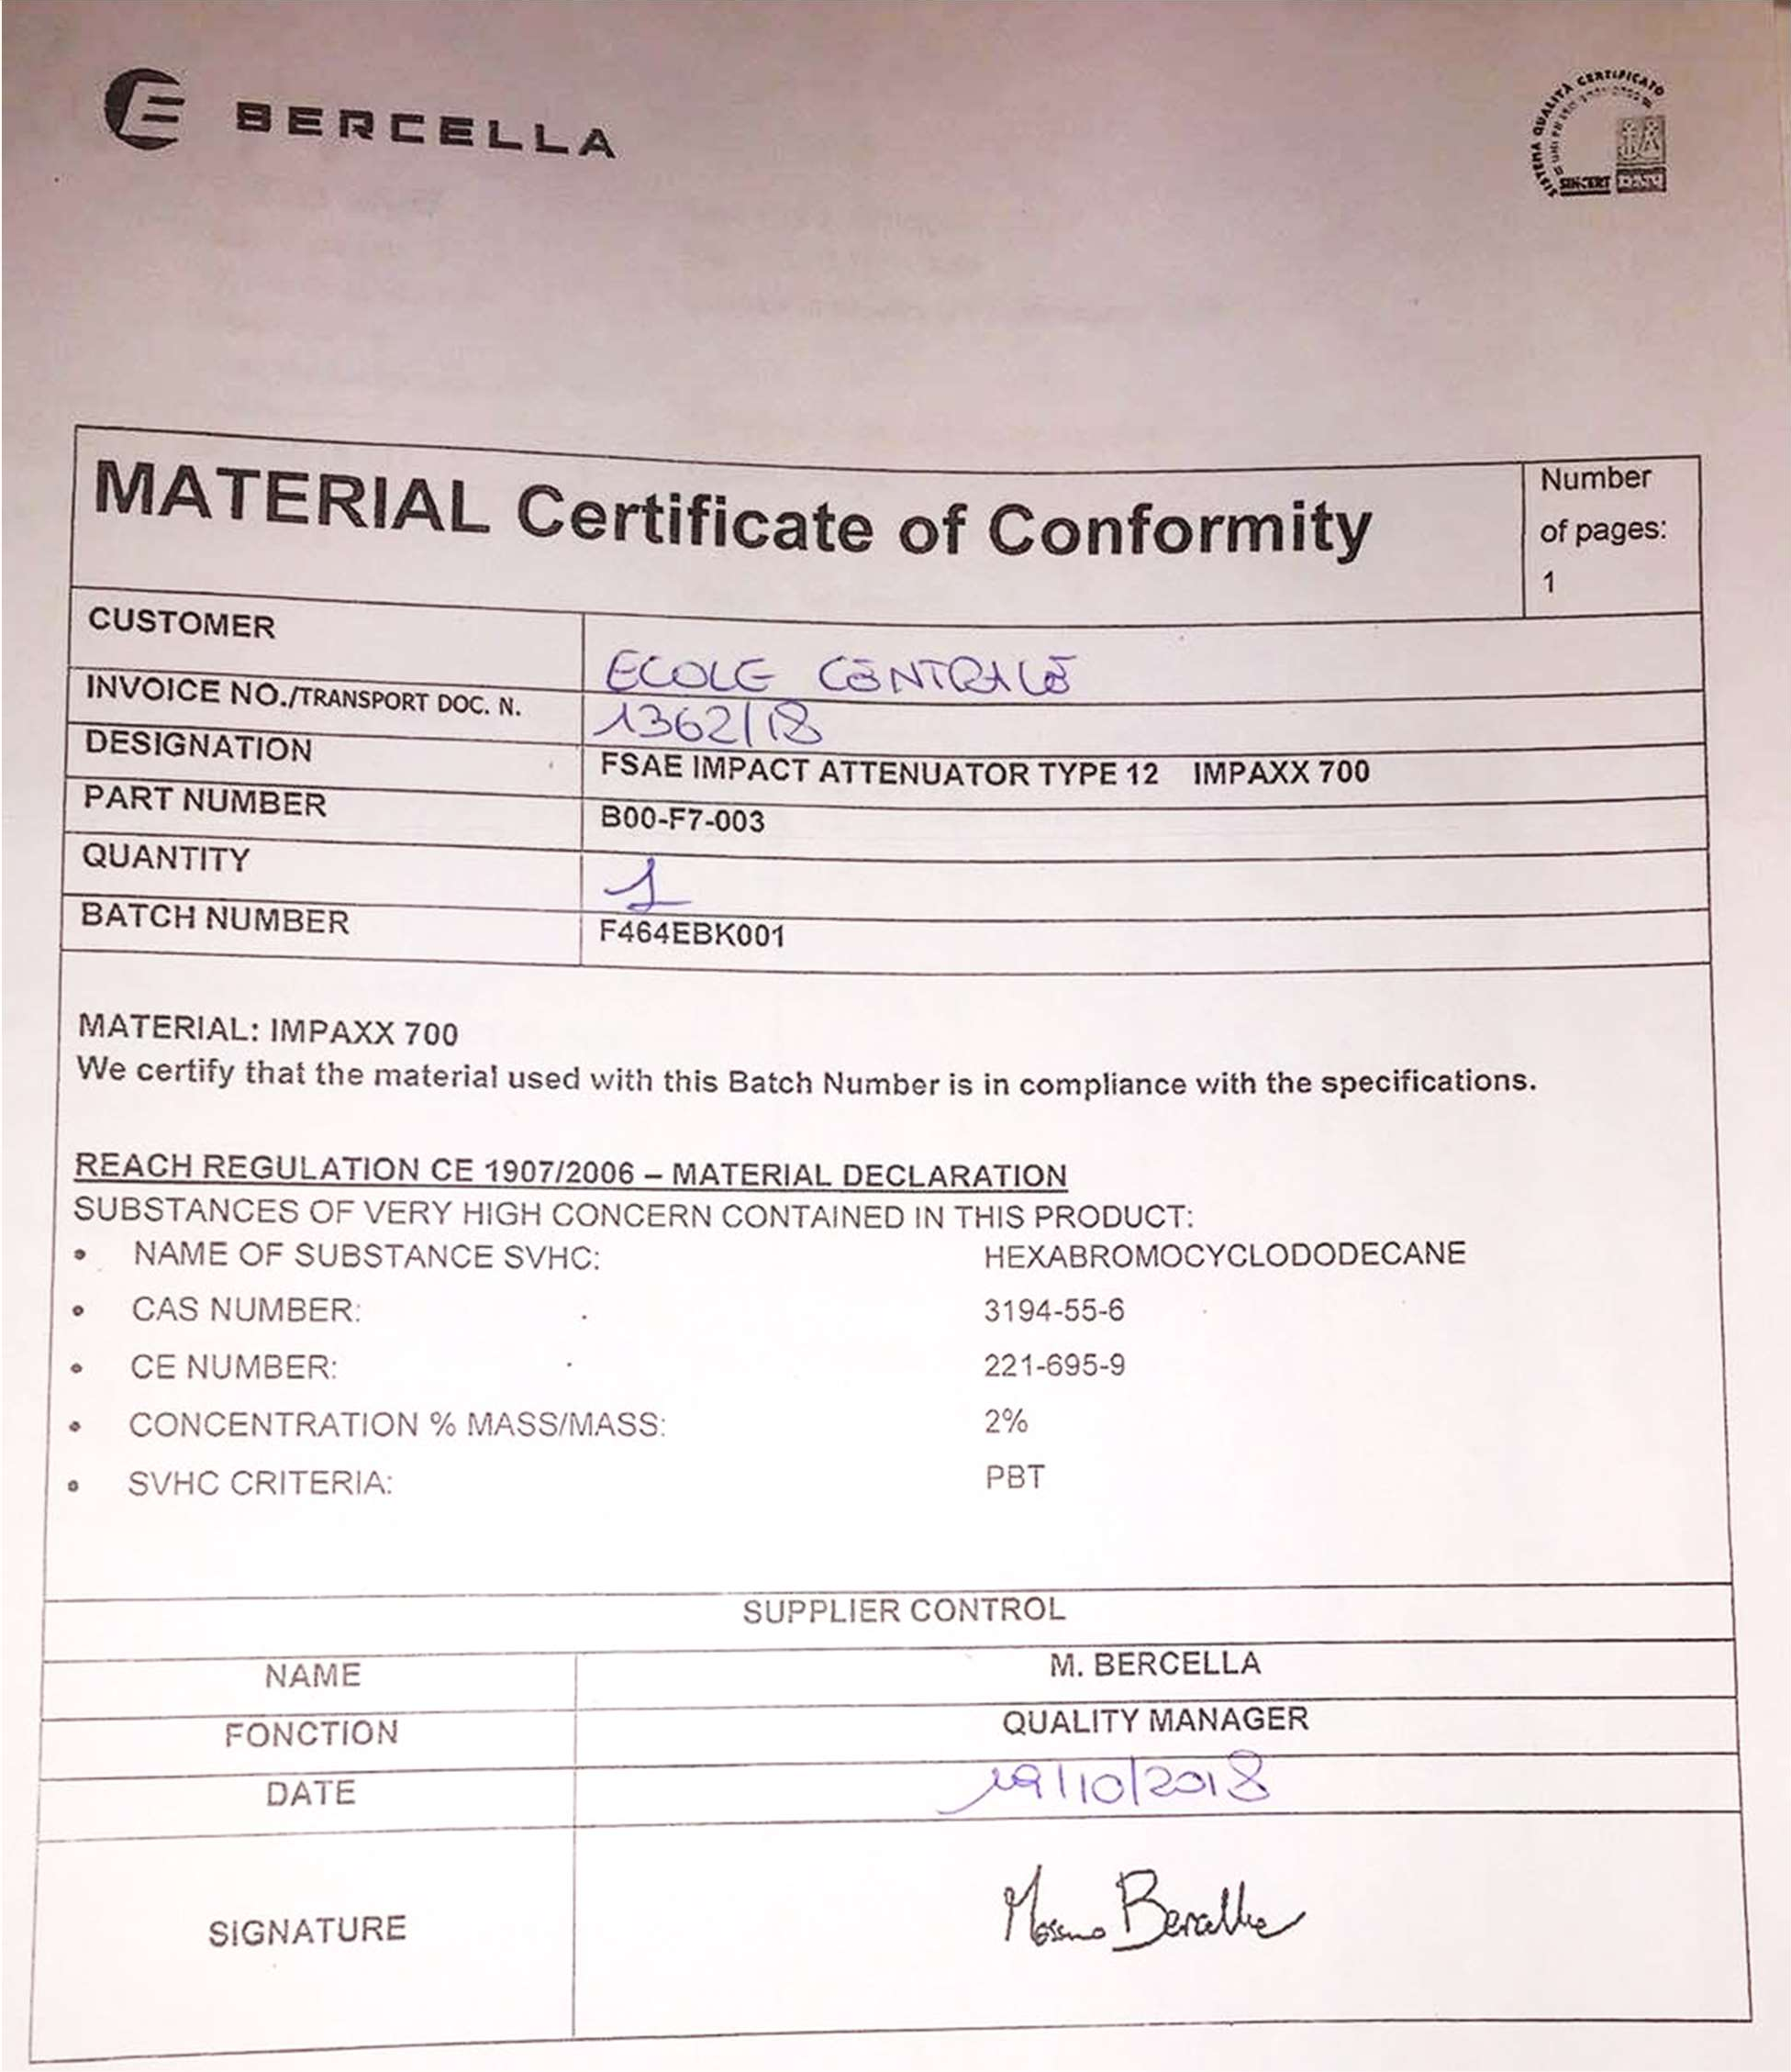 BERCELLA
SISTEMA QUALITÀ CERTIFICATO
SINCERT
MATERIAL Certificate of Conformity
Number
of pages:
1
CUSTOMER ECOLE CENTRALE
INVOICE NO./TRANSPORT DOC. N. 1362/18
DESIGNATION FSAE IMPACT ATTENUATOR TYPE 12 IMPAXX 700
PART NUMBER B00-F7-003
QUANTITY 1
BATCH NUMBER F464EBK001
MATERIAL: IMPAXX 700
We certify that the material used with this Batch Number is in compliance with the specifications.
REACH REGULATION CE 1907/2006 – MATERIAL DECLARATION
SUBSTANCES OF VERY HIGH CONCERN CONTAINED IN THIS PRODUCT:
• NAME OF SUBSTANCE SVHC: HEXABROMOCYCLODODECANE
• CAS NUMBER: 3194-55-6
• CE NUMBER: 221-695-9
• CONCENTRATION % MASS/MASS: 2%
• SVHC CRITERIA: PBT
SUPPLIER CONTROL
NAME M. BERCELLA
FONCTION QUALITY MANAGER
DATE 19/10/2018
SIGNATURE Bercella